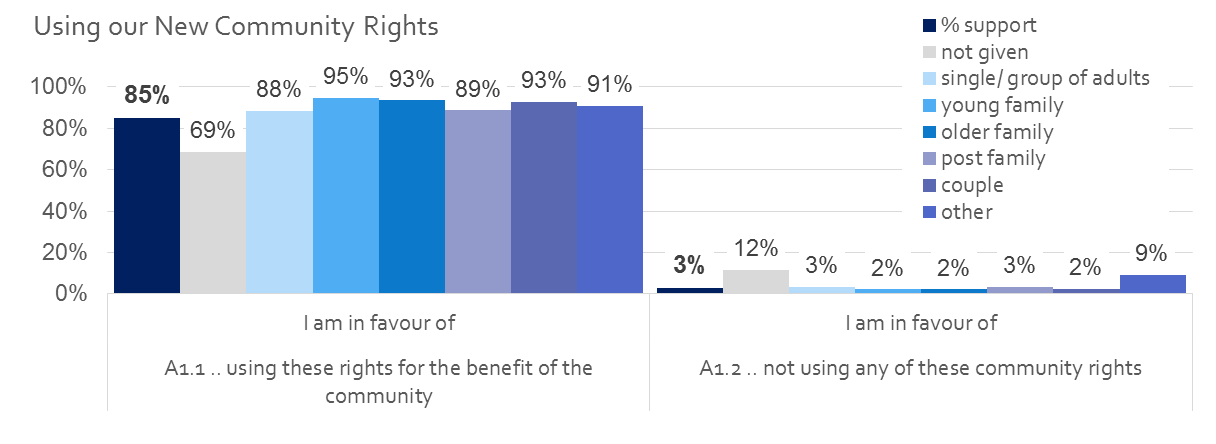 Using our New Community Rights
% support
not given
single/ group of adults
young family
older family
post family
couple
other
100%
80%
60%
40%
20%
0%
85%
69%
88%
95%
93%
89%
93%
91%
3%
12%
3%
2%
2%
3%
2%
9%
I am in favour of
A1.1 .. using these rights for the benefit of the
community
I am in favour of
A1.2 .. not using any of these community rights